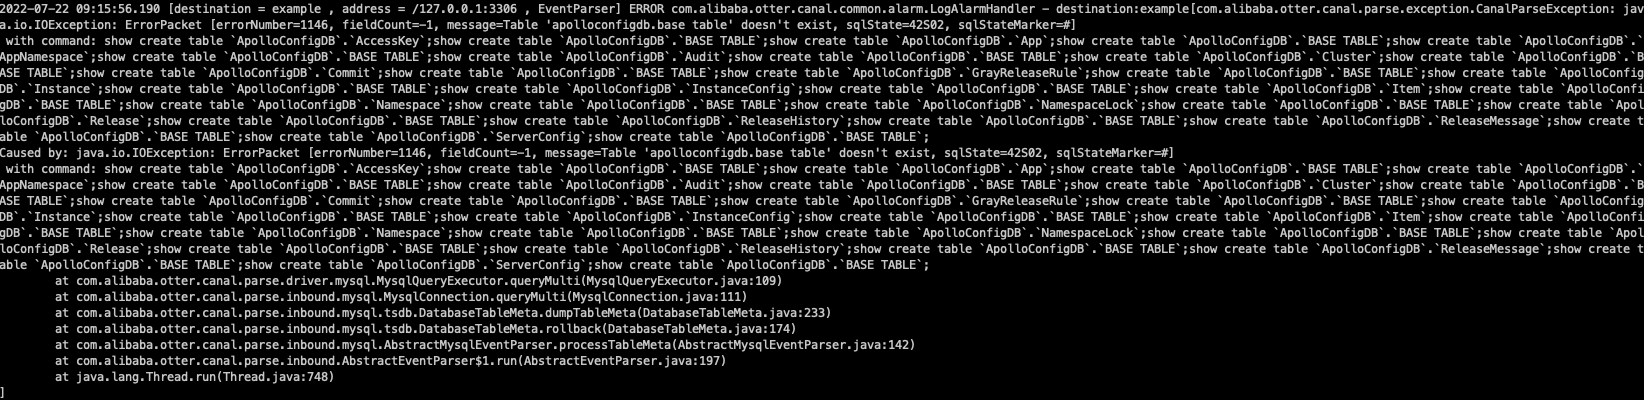 2022-07-22 09:15:56.190 [destination = example , address = /127.0.0.1:3306 , EventParser] ERROR com.alibaba.otter.canal.common.alarm.LogAlarmHandler - destination:example[com.alibaba.otter.canal.parse.exception.CanalParseException: jav
a.io.IOException: ErrorPacket [errorNumber=1146, fieldCount=-1, message=Table 'apolloconfigdb.base table' doesn't exist, sqlState=42S02, sqlStateMarker=#]
 with command: show create table `ApolloConfigDB`.`AccessKey`;show create table `ApolloConfigDB`.`BASE TABLE`;show create table `ApolloConfigDB`.`App`;show create table `ApolloConfigDB`.`BASE TABLE`;show create table `ApolloConfigDB`.`
AppNamespace`;show create table `ApolloConfigDB`.`BASE TABLE`;show create table `ApolloConfigDB`.`Audit`;show create table `ApolloConfigDB`.`BASE TABLE`;show create table `ApolloConfigDB`.`Cluster`;show create table `ApolloConfigDB`.`B
ASE TABLE`;show create table `ApolloConfigDB`.`Commit`;show create table `ApolloConfigDB`.`BASE TABLE`;show create table `ApolloConfigDB`.`GrayReleaseRule`;show create table `ApolloConfigDB`.`BASE TABLE`;show create table `ApolloConfig
DB`.`Instance`;show create table `ApolloConfigDB`.`BASE TABLE`;show create table `ApolloConfigDB`.`InstanceConfig`;show create table `ApolloConfigDB`.`BASE TABLE`;show create table `ApolloConfigDB`.`Item`;show create table `ApolloConfi
gDB`.`BASE TABLE`;show create table `ApolloConfigDB`.`Namespace`;show create table `ApolloConfigDB`.`BASE TABLE`;show create table `ApolloConfigDB`.`NamespaceLock`;show create table `ApolloConfigDB`.`BASE TABLE`;show create table `Apol
loConfigDB`.`Release`;show create table `ApolloConfigDB`.`BASE TABLE`;show create table `ApolloConfigDB`.`ReleaseHistory`;show create table `ApolloConfigDB`.`BASE TABLE`;show create table `ApolloConfigDB`.`ReleaseMessage`;show create t
able `ApolloConfigDB`.`BASE TABLE`;show create table `ApolloConfigDB`.`ServerConfig`;show create table `ApolloConfigDB`.`BASE TABLE`;
Caused by: java.io.IOException: ErrorPacket [errorNumber=1146, fieldCount=-1, message=Table 'apolloconfigdb.base table' doesn't exist, sqlState=42S02, sqlStateMarker=#]
 with command: show create table `ApolloConfigDB`.`AccessKey`;show create table `ApolloConfigDB`.`BASE TABLE`;show create table `ApolloConfigDB`.`App`;show create table `ApolloConfigDB`.`BASE TABLE`;show create table `ApolloConfigDB`.`
AppNamespace`;show create table `ApolloConfigDB`.`BASE TABLE`;show create table `ApolloConfigDB`.`Audit`;show create table `ApolloConfigDB`.`BASE TABLE`;show create table `ApolloConfigDB`.`Cluster`;show create table `ApolloConfigDB`.`B
ASE TABLE`;show create table `ApolloConfigDB`.`Commit`;show create table `ApolloConfigDB`.`BASE TABLE`;show create table `ApolloConfigDB`.`GrayReleaseRule`;show create table `ApolloConfigDB`.`BASE TABLE`;show create table `ApolloConfig
DB`.`Instance`;show create table `ApolloConfigDB`.`BASE TABLE`;show create table `ApolloConfigDB`.`InstanceConfig`;show create table `ApolloConfigDB`.`BASE TABLE`;show create table `ApolloConfigDB`.`Item`;show create table `ApolloConfi
gDB`.`BASE TABLE`;show create table `ApolloConfigDB`.`Namespace`;show create table `ApolloConfigDB`.`BASE TABLE`;show create table `ApolloConfigDB`.`NamespaceLock`;show create table `ApolloConfigDB`.`BASE TABLE`;show create table `Apol
loConfigDB`.`Release`;show create table `ApolloConfigDB`.`BASE TABLE`;show create table `ApolloConfigDB`.`ReleaseHistory`;show create table `ApolloConfigDB`.`BASE TABLE`;show create table `ApolloConfigDB`.`ReleaseMessage`;show create t
able `ApolloConfigDB`.`BASE TABLE`;show create table `ApolloConfigDB`.`ServerConfig`;show create table `ApolloConfigDB`.`BASE TABLE`;
at com.alibaba.otter.canal.parse.driver.mysql.MysqlQueryExecutor.queryMulti(MysqlQueryExecutor.java:109)
at com.alibaba.otter.canal.parse.inbound.mysql.MysqlConnection.queryMulti(MysqlConnection.java:111)
at com.alibaba.otter.canal.parse.inbound.mysql.tsdb.DatabaseTableMeta.dumpTableMeta(DatabaseTableMeta.java:233)
at com.alibaba.otter.canal.parse.inbound.mysql.tsdb.DatabaseTableMeta.rollback(DatabaseTableMeta.java:174)
at com.alibaba.otter.canal.parse.inbound.mysql.AbstractMysqlEventParser.processTableMeta(AbstractMysqlEventParser.java:142)
at com.alibaba.otter.canal.parse.inbound.AbstractEventParser$1.run(AbstractEventParser.java:197)
at java.lang.Thread.run(Thread.java:748)
]